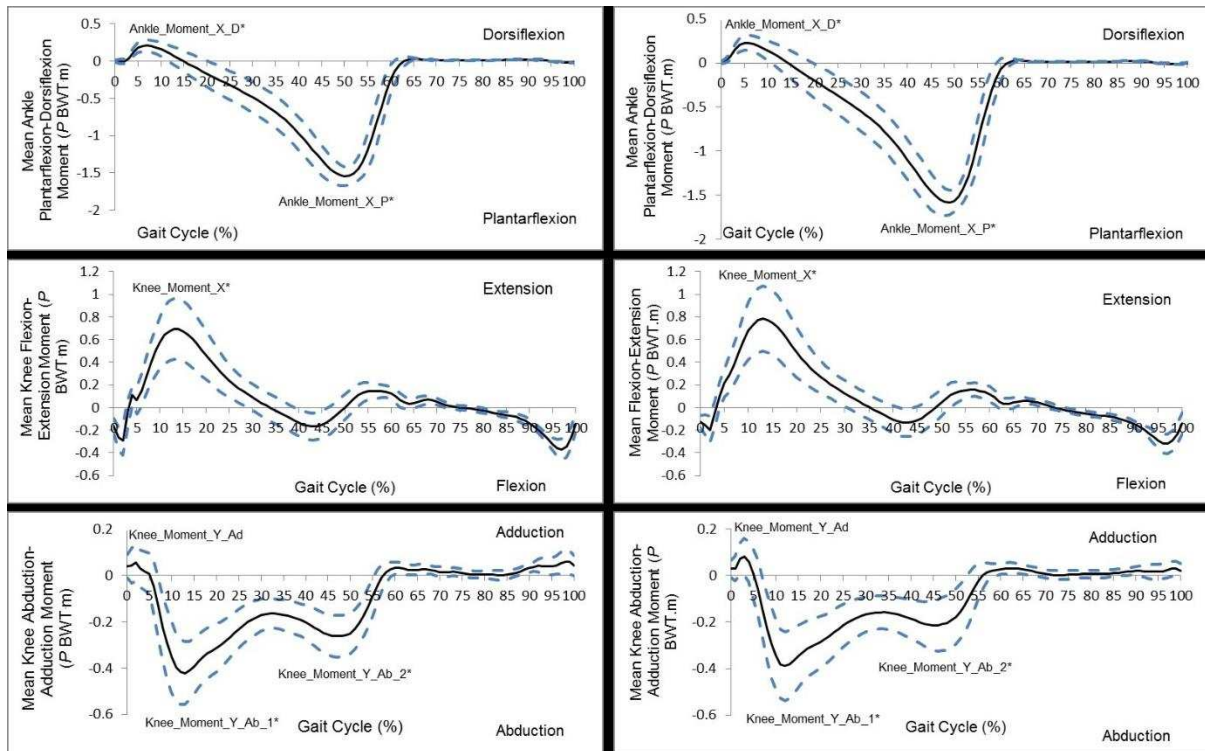 Mean Ankle
Plantarflexion-Dorsiflexion
Moment (P BWT.m)
0.5
0
-0.5
-1
-1.5
-2
Ankle_Moment_X_D*
Dorsiflexion
0 5 10 15 20 25 30 35 40 45 50 55 60 65 70 75 80 85 90 95 100
Ankle_Moment_X_P*
Plantarflexion
Gait Cycle (%)
Mean Ankle
Plantarflexion-Dorsiflexion
Moment (P BWT.m)
0.5
0
-0.5
-1
-1.5
-2
Ankle_Moment_X_D*
Dorsiflexion
0 5 10 15 20 25 30 35 40 45 50 55 60 65 70 75 80 85 90 95 100
Ankle_Moment_X_P*
Gait Cycle (%)
Plantarflexion
Mean Knee Flexion-
Extension Moment (P
BWT.m)
1.2
1
0.8
0.6
0.4
0.2
0
-0.2
-0.4
-0.6
Knee_Moment_X*
Extension
0 5 10 15 20 25 30 35 40 45 50 55 60 65 70 75 80 85 90 95 100
Gait Cycle (%)
Flexion
Mean Flexion-Extension
Moment (P BWT.m)
1.2
1
0.8
0.6
0.4
0.2
0
-0.2
-0.4
-0.6
Knee_Moment_X*
Extension
0 5 10 15 20 25 30 35 40 45 50 55 60 65 70 75 80 85 90 95 100
Gait Cycle (%)
Flexion
Mean Knee Abduction-
Adduction Moment
(P BWT.m)
0.2
0
-0.2
-0.4
-0.6
Knee_Moment_Y_Ad
Adduction
0 5 10 15 20 25 30 35 40 45 50 55 60 65 70 75 80 85 90 95 100
Knee_Moment_Y_Ab_2*
Knee_Moment_Y_Ab_1*
Gait Cycle (%)
Abduction
Mean Knee Abduction-
Adduction Moment (P
BWT.m)
0.2
0
-0.2
-0.4
-0.6
Knee_Moment_Y_Ad
Adduction
0 5 10 15 20 25 30 35 40 45 50 55 60 65 70 75 80 85 90 95 100
Knee_Moment_Y_Ab_2*
Knee_Moment_Y_Ab_1*
Gait Cycle (%)
Abduction